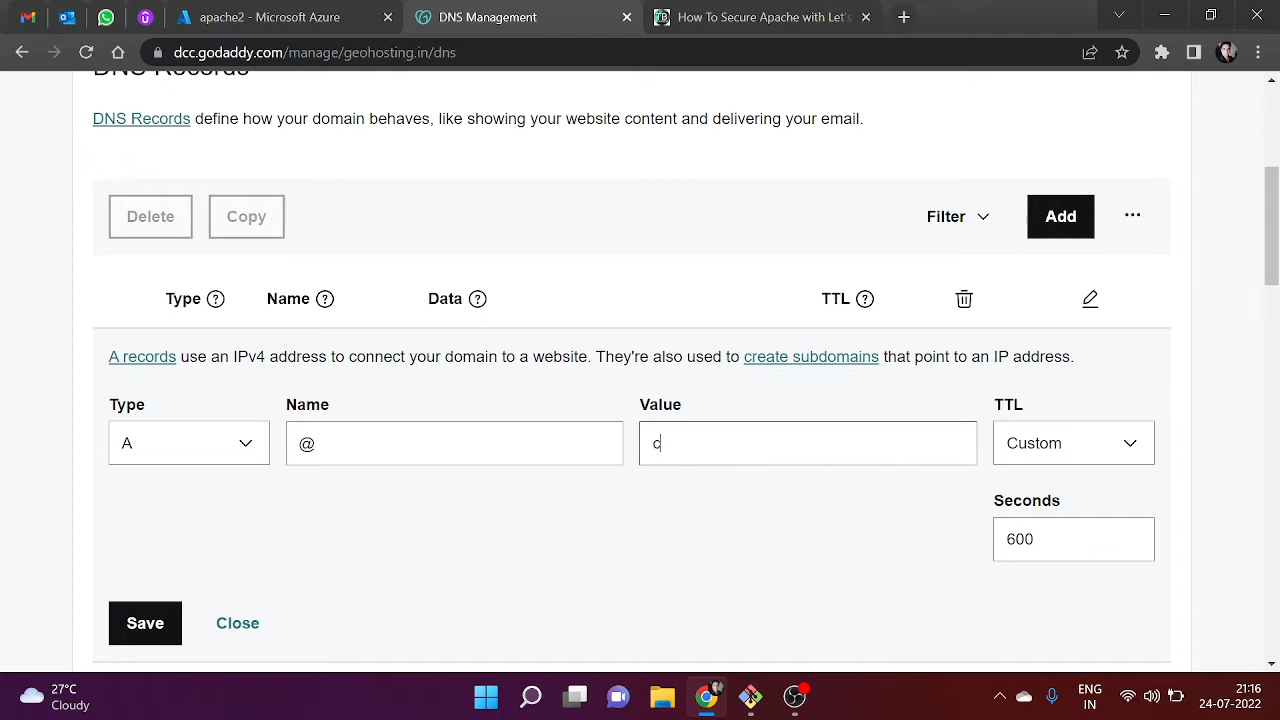 apache2 - Microsoft Azure
DNS Management
How To Secure Apache with Let's
dcc.godaddy.com/manage/geohosting.in/dns
DNS Records
DNS Records define how your domain behaves, like showing your website content and delivering your email.
Delete
Copy
Filter
Add
Type ?
Name ?
Data ?
TTL ?
A records use an IPv4 address to connect your domain to a website. They're also used to create subdomains that point to an IP address.
Type
Name
Value
TTL
A
@
c
Custom
Seconds
600
Save
Close
27°C
Cloudy
ENG
IN
21:16
24-07-2022